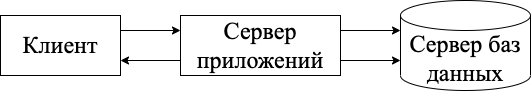 Клиент
Сервер
приложений
Сервер баз
данных